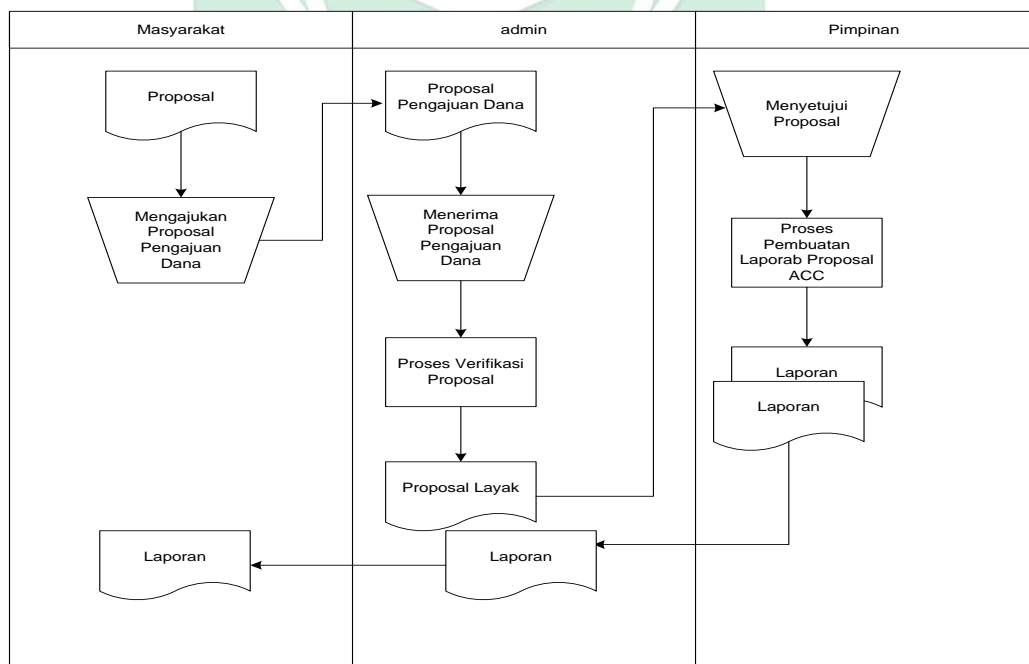 Masyarakat
admin
Pimpinan
Proposal
Mengajukan
Proposal
Pengajuan
Dana
Laporan
Proposal
Pengajuan Dana
Menerima
Proposal
Pengajuan
Dana
Proses Verifikasi
Proposal
Proposal Layak
Laporan
Menyetujui
Proposal
Proses
Pembuatan
Laporab Proposal
ACC
Laporan
Laporan